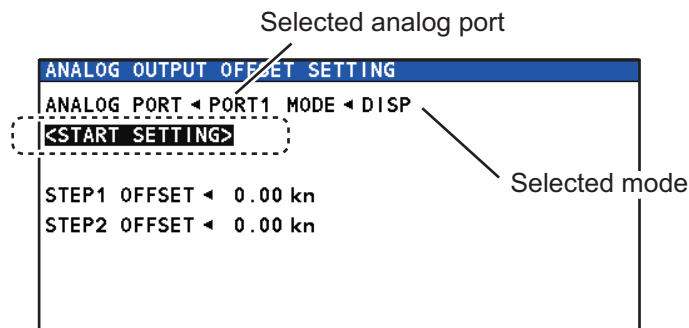 Selected analog port
ANALOG OUTPUT OFFSET SETTING
ANALOG PORT ◄ PORT1 MODE ◄ DISP
<START SETTING>
Selected mode
STEP1 OFFSET ◄ 0.00 kn
STEP2 OFFSET ◄ 0.00 kn